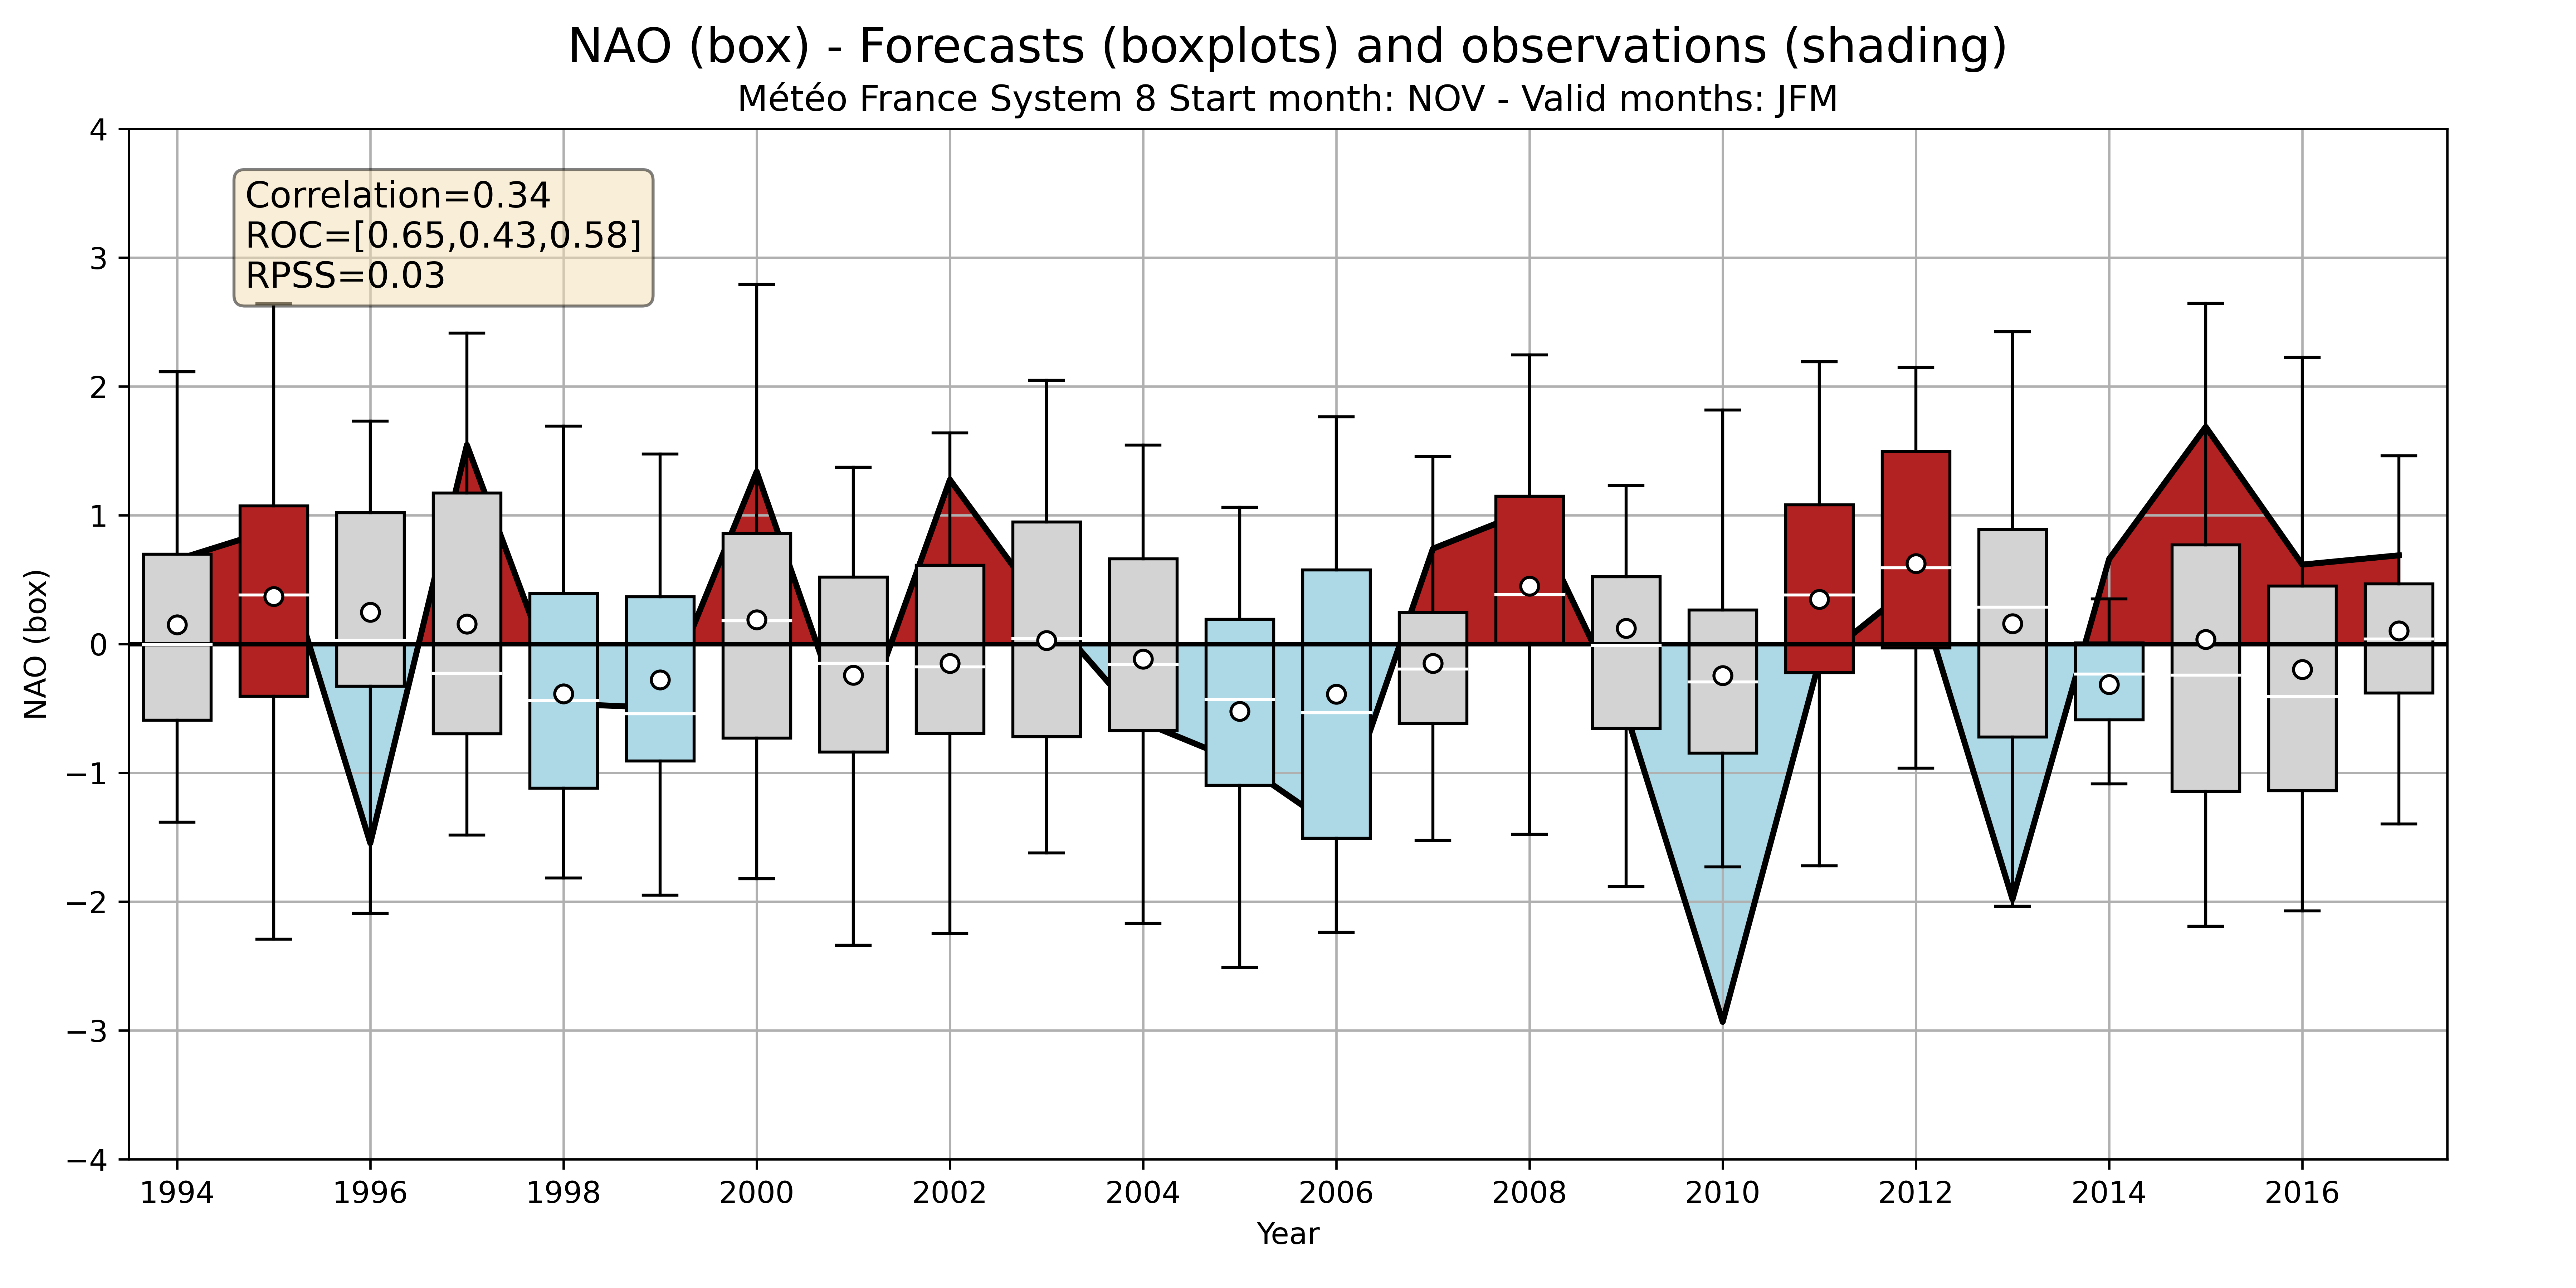 NAO (box) - Forecasts (boxplots) and observations (shading)
Météo France System 8 Start month: NOV - Valid months: JFM
Correlation=0.34
ROC=[0.65,0.43,0.58]
RPSS=0.03
4
3
2
1
0
−1
−2
−3
−4
NAO (box)
1994 1996 1998 2000 2002 2004 2006 2008 2010 2012 2014 2016
Year